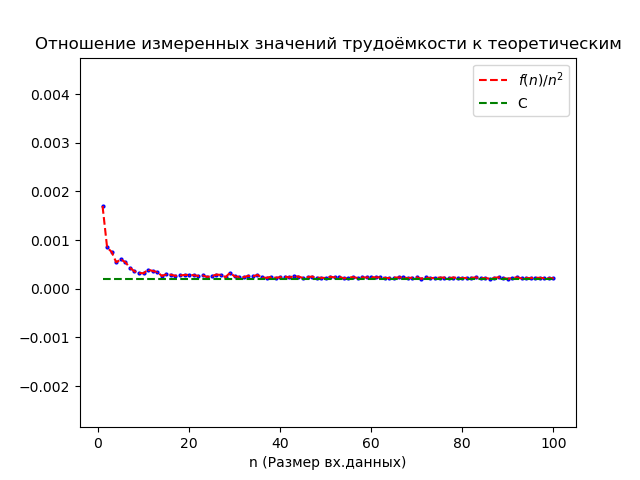 Отношение измеренных значений трудоёмкости к теоретическим
f(n)/n²
C
0.004
0.003
0.002
0.001
0.000
−0.001
−0.002
0 20 40 60 80 100
n (Размер вх.данных)